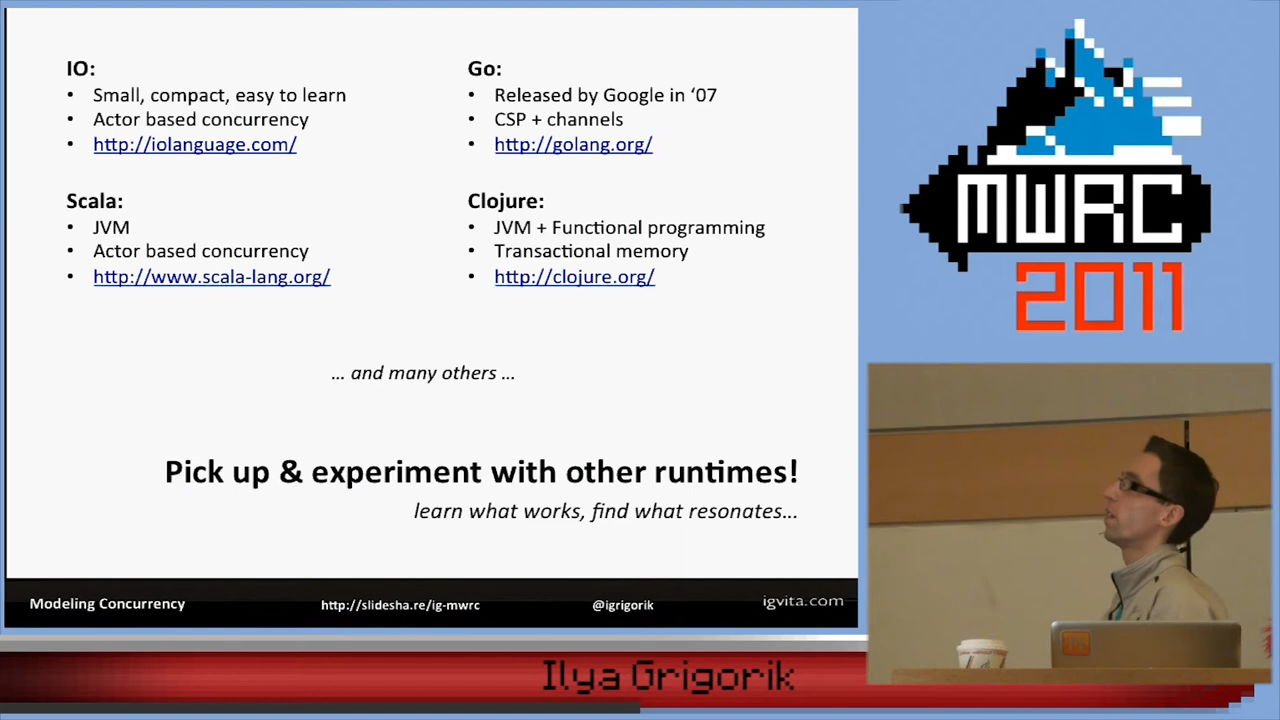 IO:
• Small, compact, easy to learn
• Actor based concurrency
• http://iolanguage.com/
Go:
• Released by Google in ‘07
• CSP + channels
• http://golang.org/
Scala:
• JVM
• Actor based concurrency
• http://www.scala-lang.org/
Clojure:
• JVM + Functional programming
• Transactional memory
• http://clojure.org/
... and many others ...
Pick up & experiment with other runtimes!
learn what works, find what resonates...
Modeling Concurrency
http://slidesha.re/ig-mwrc
@igrigorik
igvita.com
MWRC
2011
Ilya Grigorik